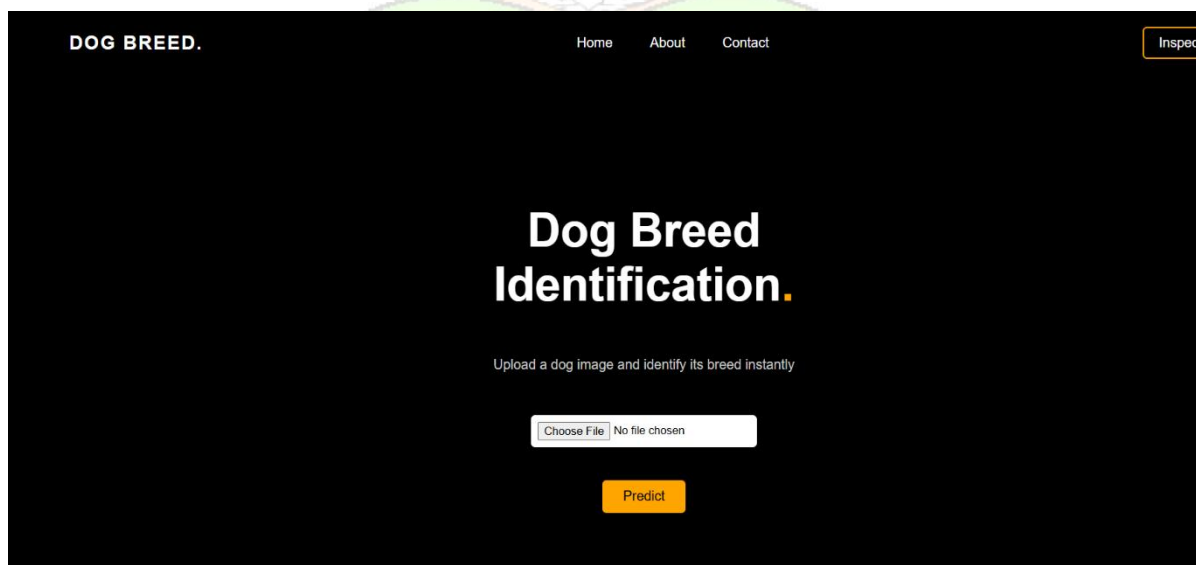 DOG BREED.
Home About Contact
Inspec
Dog Breed
Identification.
Upload a dog image and identify its breed instantly
Choose File No file chosen
Predict